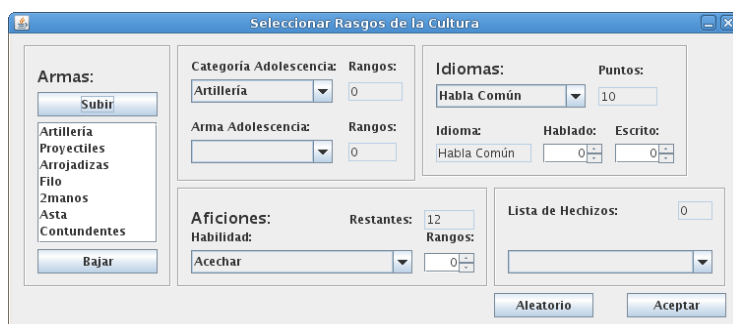 Seleccionar Rasgos de la Cultura
Armas:
Subir
Artillería
Proyectiles
Arrojadizas
Filo
2manos
Asta
Contundentes
Bajar
Categoría Adolescencia: Rangos:
Artillería 0
Arma Adolescencia: Rangos:
0
Idiomas: Puntos:
Habla Común 10
Idioma: Hablado: Escrito:
Habla Común 0 0
Aficiones: Restantes: 12
Habilidad: Rangos:
Acechar 0
Lista de Hechizos: 0
Aleatorio Aceptar